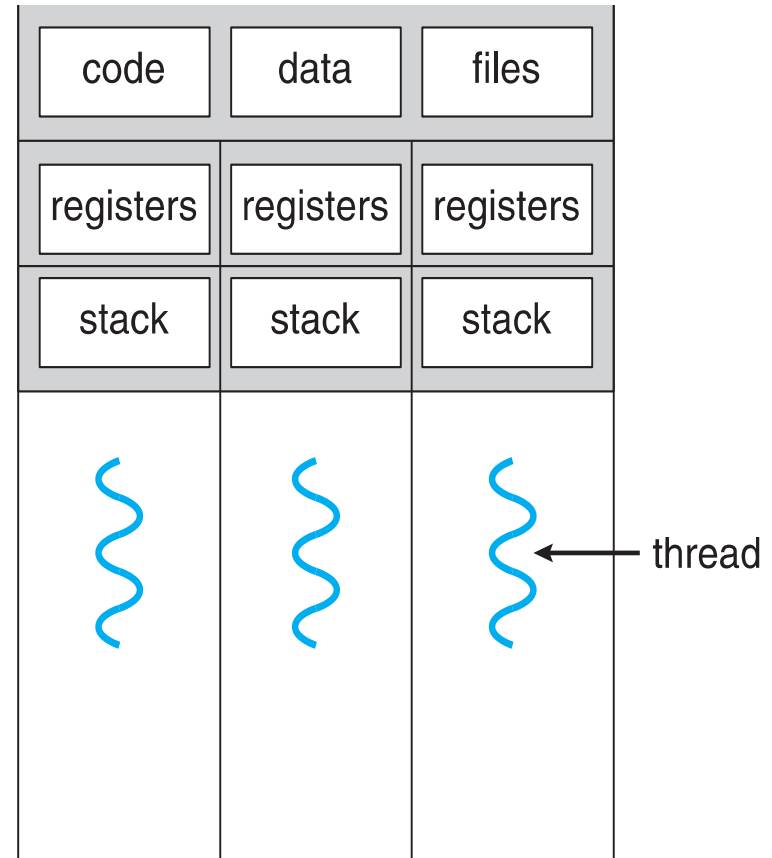 code data files
registers registers registers
stack stack stack
thread